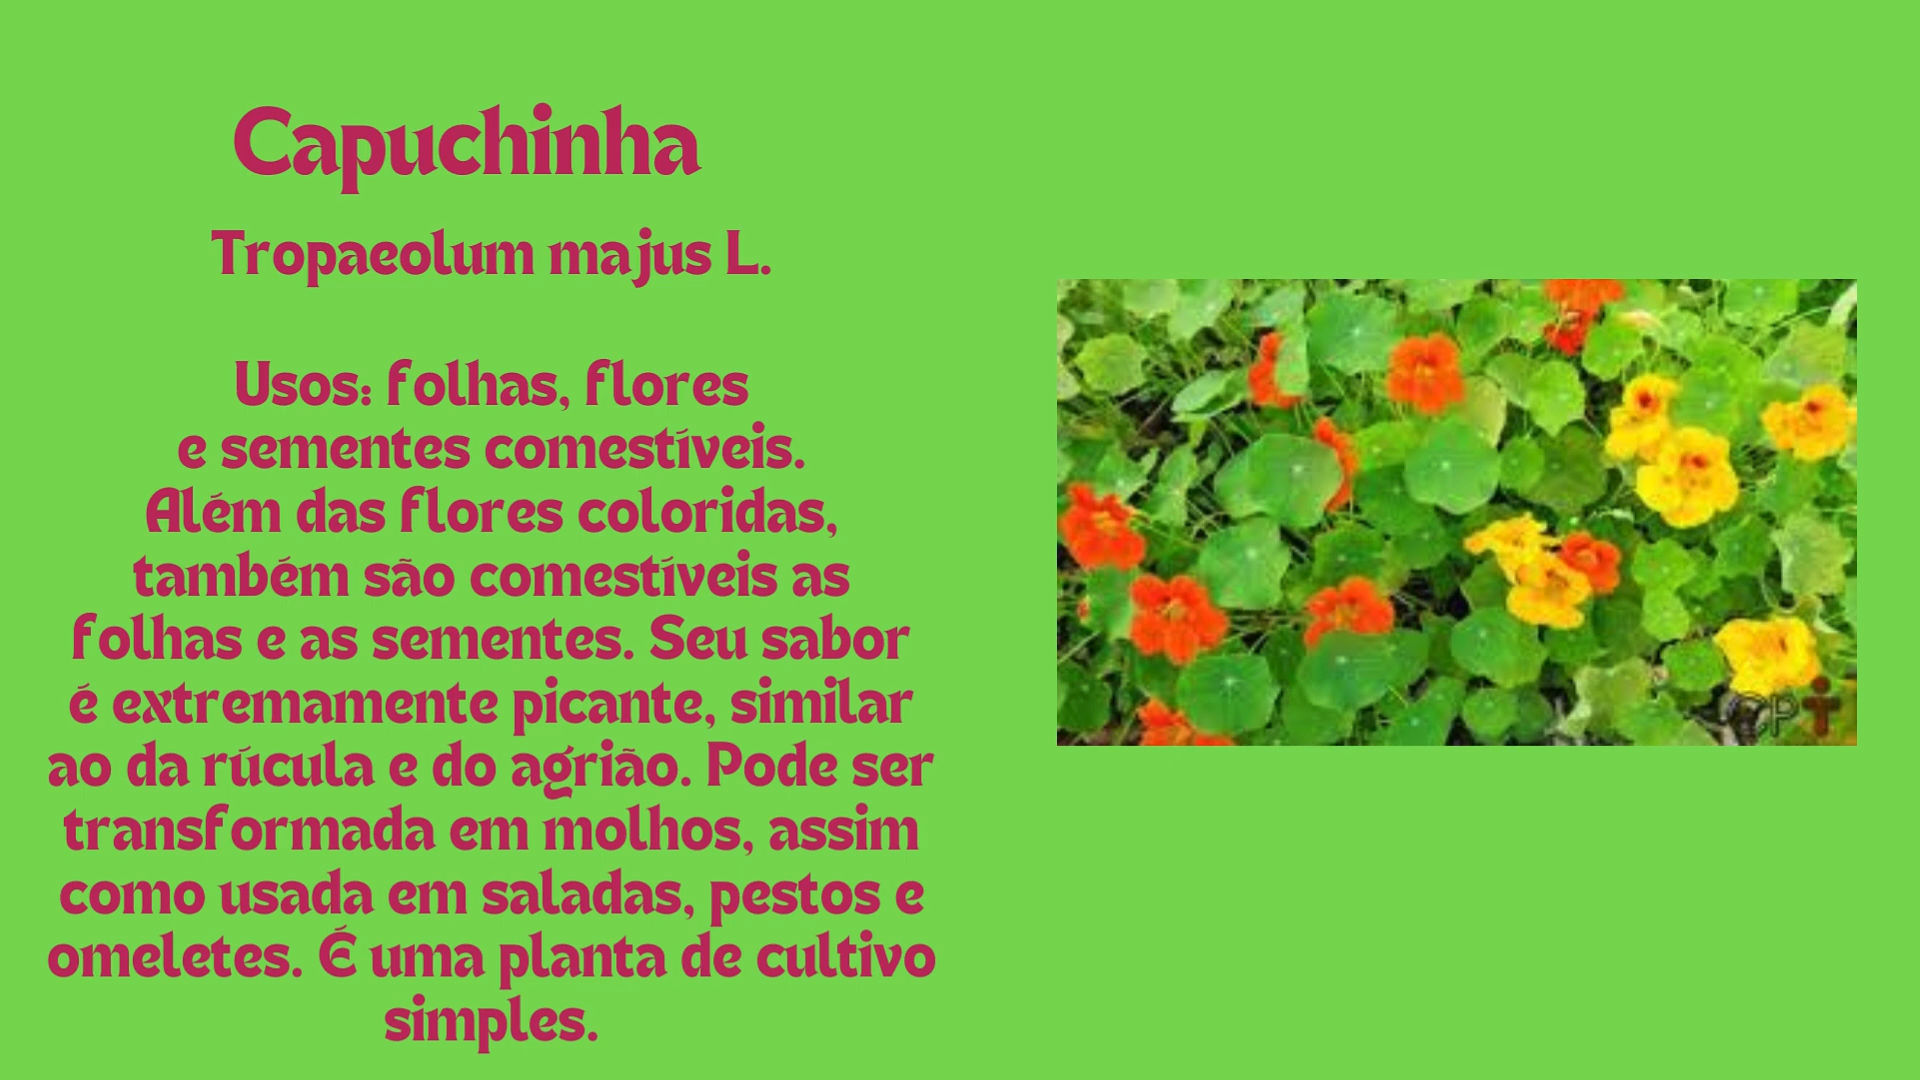 Capuchinha
Tropaeolum majus L.
Usos: folhas, flores
e sementes comestíveis.
Além das flores coloridas,
também são comestíveis as
folhas e as sementes. Seu sabor
é extremamente picante, similar
ao da rúcula e do agrião. Pode ser
transformada em molhos, assim
como usada em saladas, pestos e
omeletes. É uma planta de cultivo
simples.
CPT